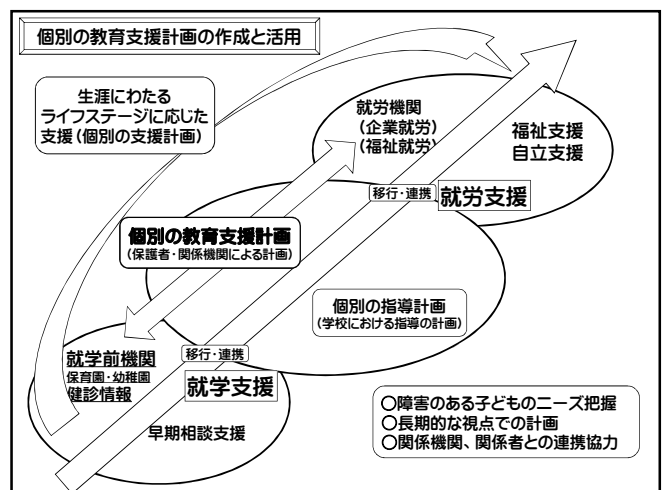 個別の教育支援計画の作成と活用
生涯にわたる
ライフステージに応じた
支援(個別の支援計画)
就労機関
(企業就労)
(福祉就労)
福祉支援
自立支援
移行・連携
就労支援
個別の教育支援計画
(保護者・関係機関による計画)
個別の指導計画
(学校における指導の計画)
移行・連携
就学前機関
保育園・幼稚園
健診情報
就学支援
早期相談支援
○障害のある子どものニーズ把握
○長期的な視点での計画
○関係機関、関係者との連携協力